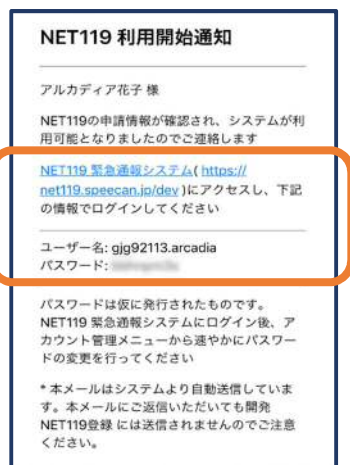 NET119 利用開始通知
アルカディア花子 様
NET119の申請情報が確認され、システムが利
用可能となりましたのでご連絡します
NET119 緊急通報システム( https://
net119.speecan.jp/dev )にアクセスし、下記
の情報でログインしてください
ユーザー名: gjg92113.arcadia
パスワード:
パスワードは仮に発行されたものです。
NET119 緊急通報システムにログイン後、ア
カウント管理メニューから速やかにパスワー
ドの変更を行ってください
* 本メールはシステムより自動送信していま
す。本メールにご返信いただいても開発
NET119登録 には送信されませんのでご注意
ください。